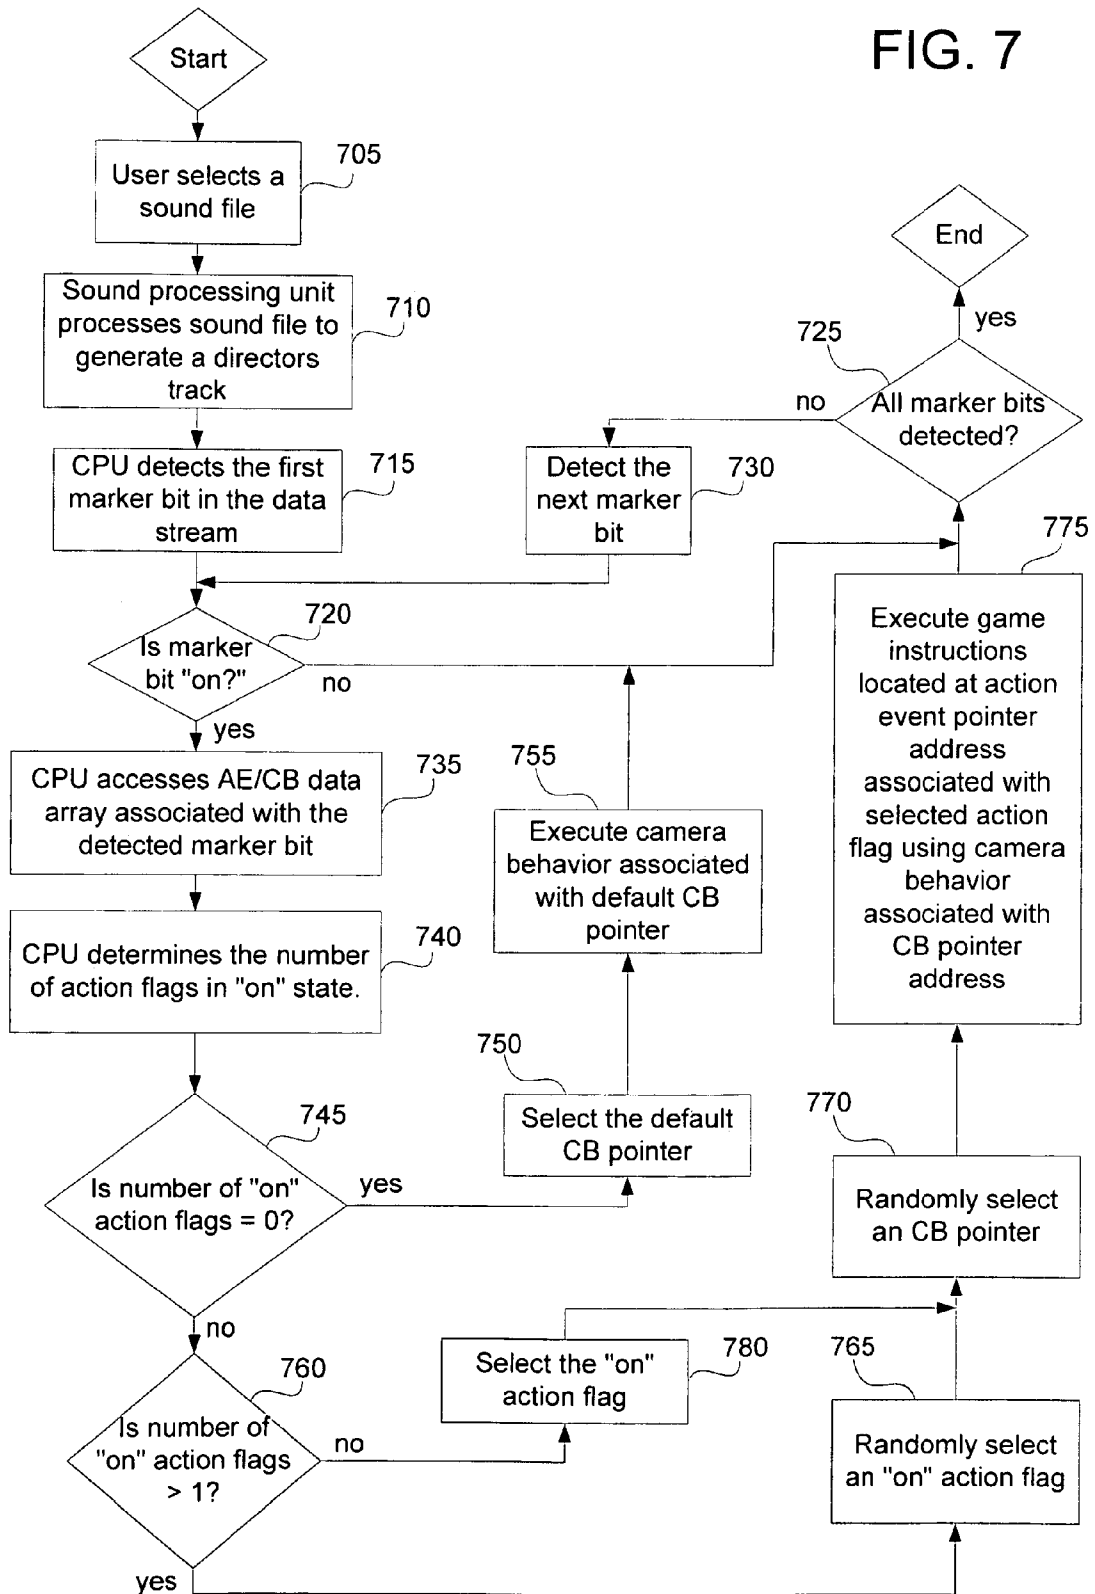 FIG. 7
Start
705
User selects a
sound file
710
Sound processing unit
processes sound file to
generate a directors
track
715
CPU detects the first
marker bit in the data
stream
720
Is marker
bit "on?"
no
yes
735
CPU accesses AE/CB data
array associated with the
detected marker bit
740
CPU determines the number
of action flags in "on" state.
745
Is number of "on"
action flags = 0?
yes
no
760
Is number of
"on" action flags
> 1?
no
yes
End
yes
725
All marker bits
detected?
no
730
Detect the
next marker
bit
755
Execute camera
behavior associated
with default CB
pointer
750
Select the default
CB pointer
780
Select the "on"
action flag
775
Execute game
instructions
located at action
event pointer
address
associated with
selected action
flag using camera
behavior
associated with
CB pointer
address
770
Randomly select
an CB pointer
765
Randomly select
an "on" action flag